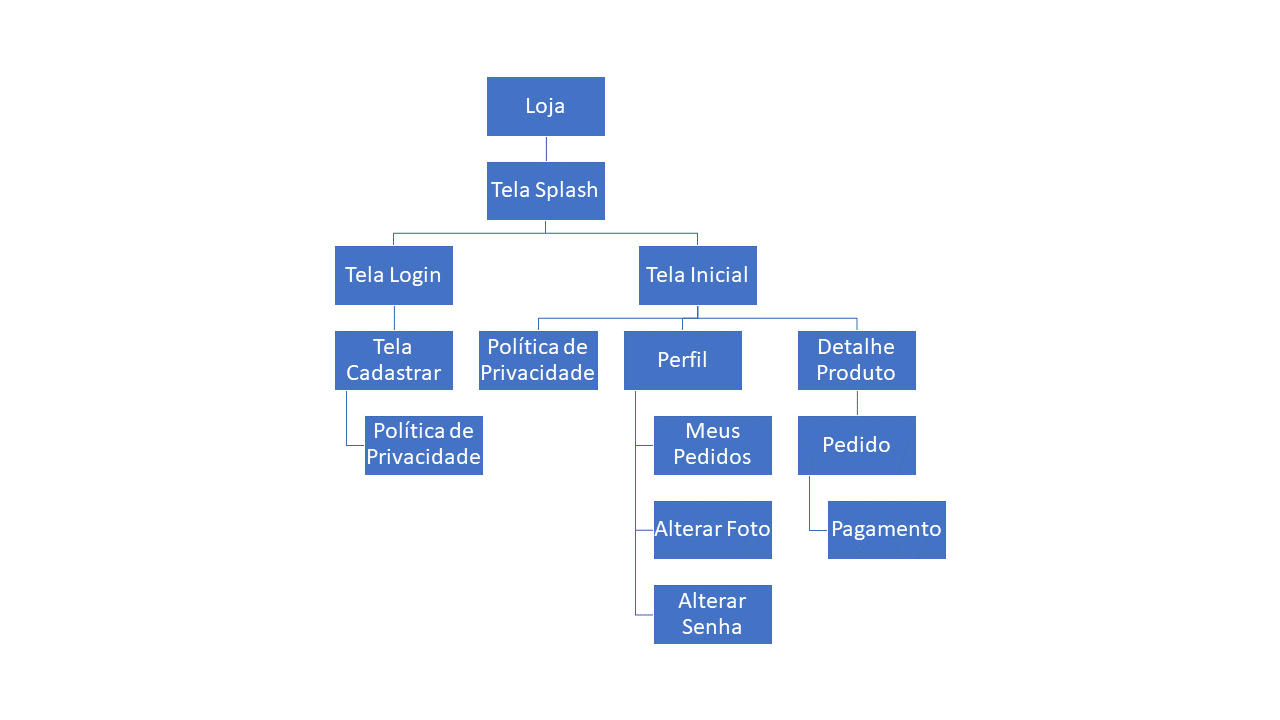 Loja
Tela Splash
Tela Login
Tela Inicial
Tela
Cadastrar
Política de
Privacidade
Perfil
Detalhe
Produto
Política de
Privacidade
Meus
Pedidos
Pedido
Alterar Foto
Pagamento
Alterar
Senha